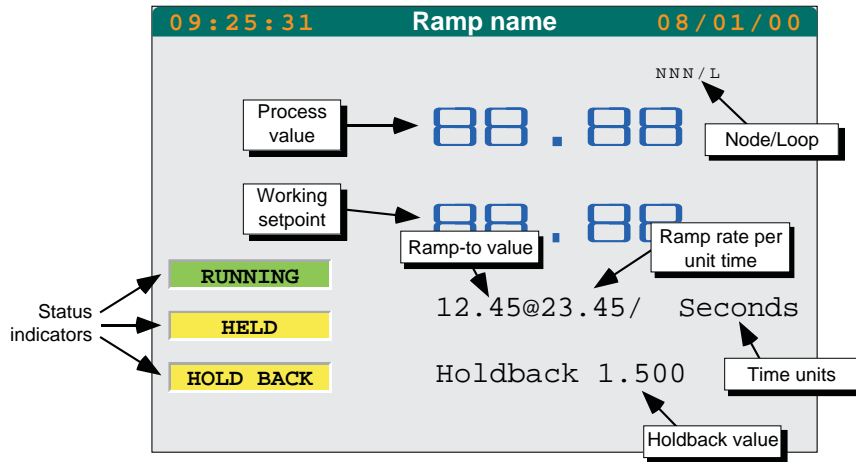 09:25:31 Ramp name 08/01/00
NNN/L
Process
value
88.88
Node/Loop
Working
setpoint
88.88
Ramp-to value
Ramp rate per
unit time
RUNNING
12.45@23.45/ Seconds
Status
indicators
HELD
HOLD BACK
Holdback 1.500
Time units
Holdback value